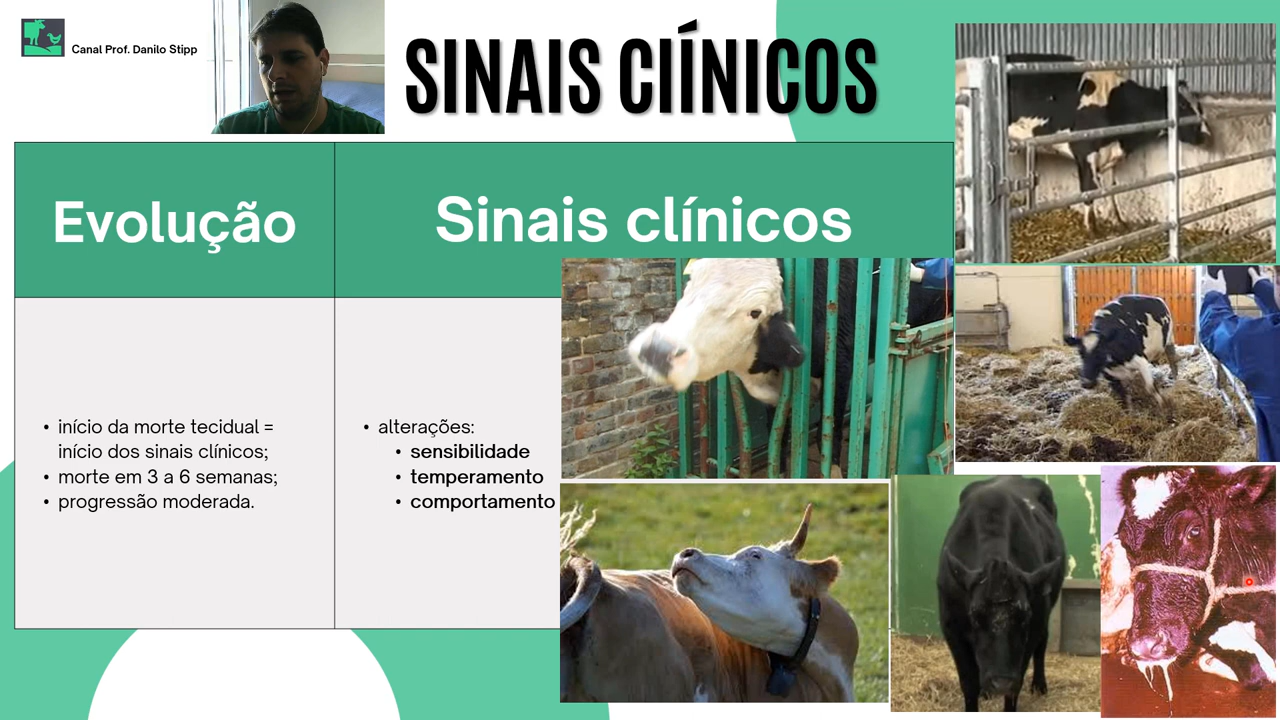 Canal Prof. Danilo Stipp
SINAIS CIÍNICOS
Evolução
Sinais clínicos
• início da morte tecidual =
início dos sinais clínicos;
• morte em 3 a 6 semanas;
• progressão moderada.
• alterações:
• sensibilidade
• temperamento
• comportamento